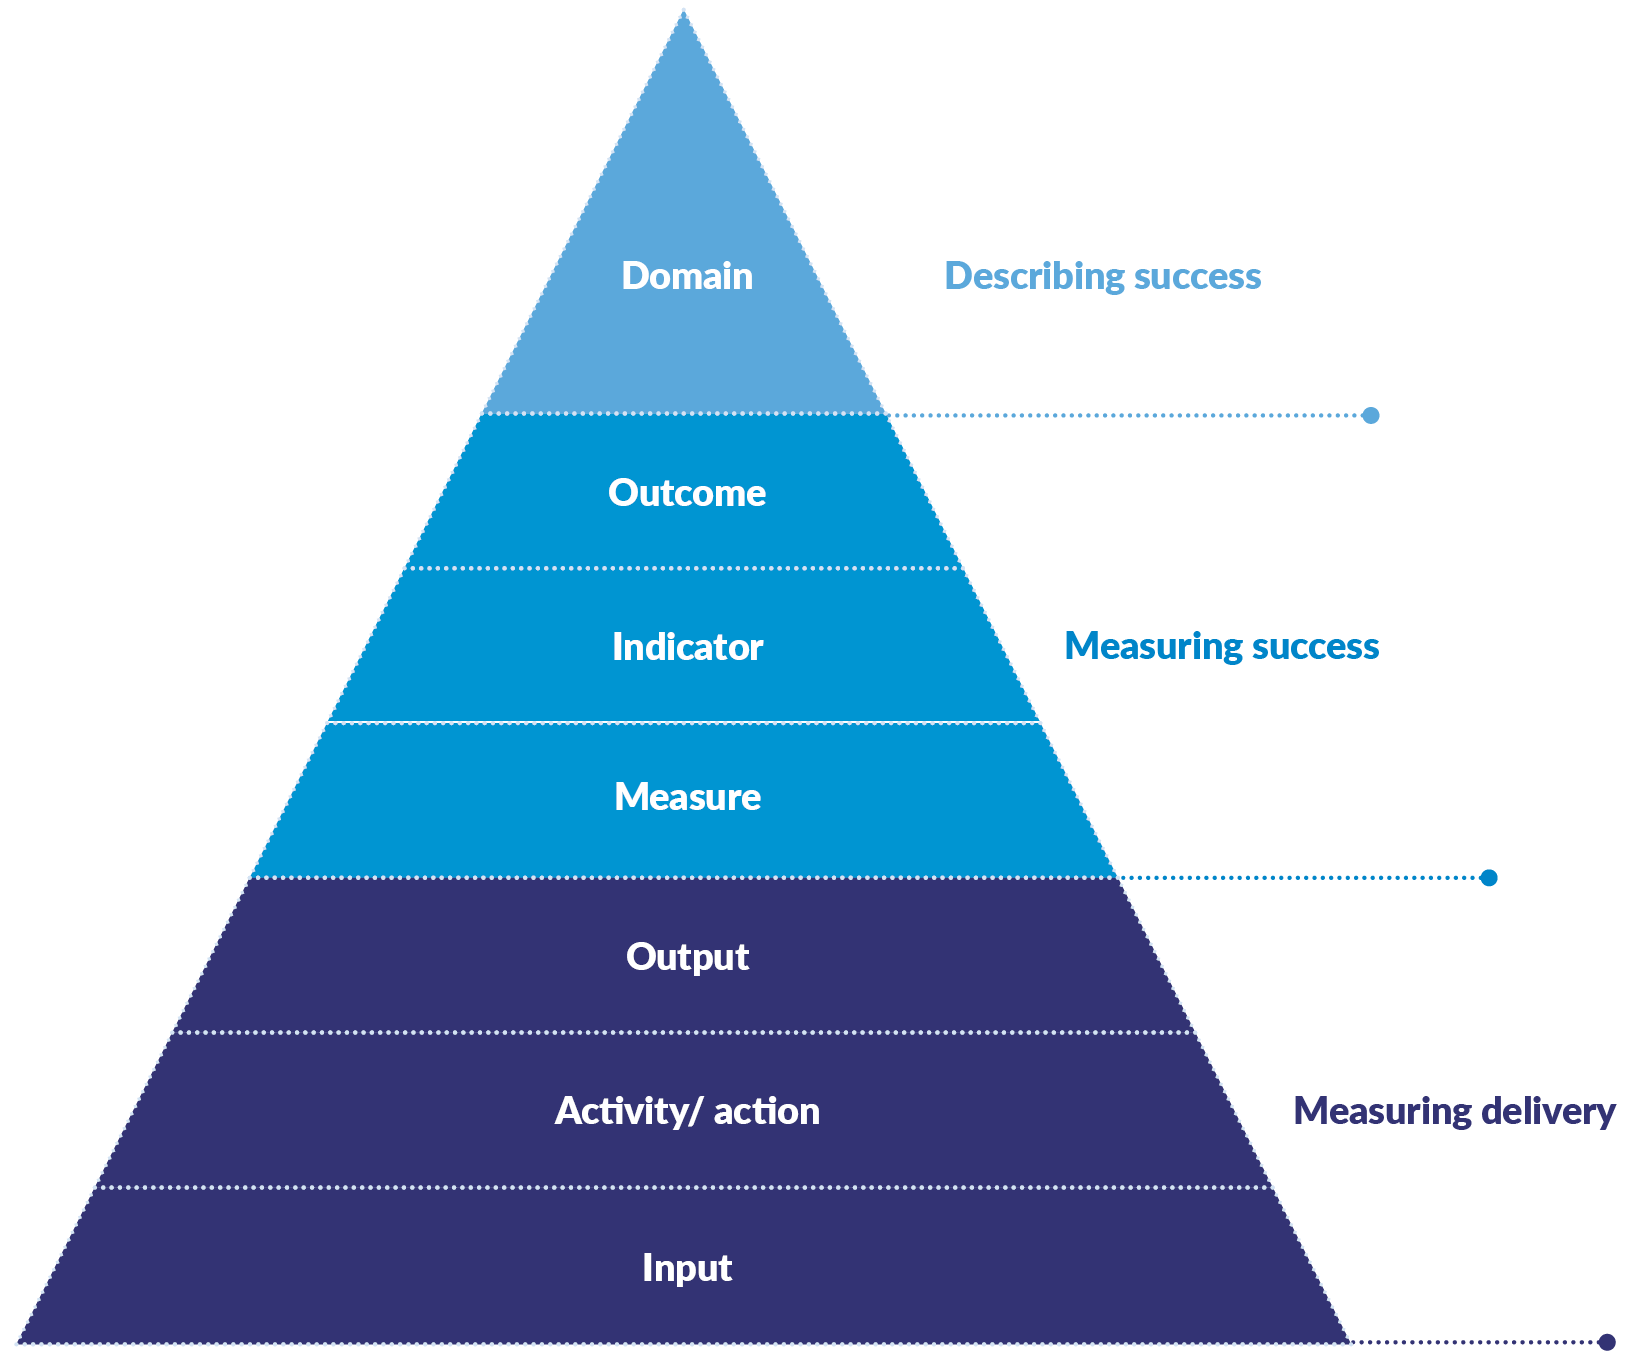 Domain
Describing success
Outcome
Indicator
Measuring success
Measure
Output
Activity/ action
Measuring delivery
Input